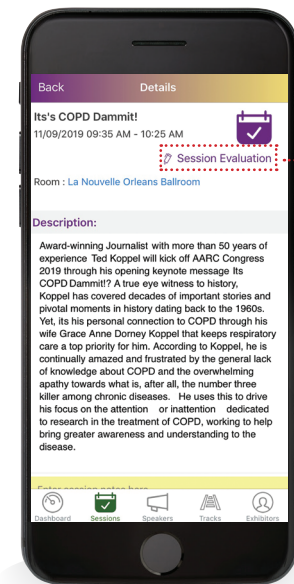 Back Details
Its's COPD Dammit!
11/09/2019 09:35 AM - 10:25 AM
Session Evaluation
Room : La Nouvelle Orleans Ballroom
Description:
Award-winning Journalist with more than 50 years of
experience Ted Koppel will kick off AARC Congress
2019 through his opening keynote message Its
COPD Dammit!? A true eye witness to history,
Koppel has covered decades of important stories and
pivotal moments in history dating back to the 1960s.
Yet, its his personal connection to COPD through his
wife Grace Anne Dorney Koppel that keeps respiratory
care a top priority for him. According to Koppel, he is
continually amazed and frustrated by the general lack
of knowledge about COPD and the overwhelming
apathy towards what is, after all, the number three
killer among chronic diseases. He uses this to drive
his focus on the attention or inattention dedicated
to research in the treatment of COPD, working to help
bring greater awareness and understanding to the
disease.
Enter session notes here
Dashboard Sessions Speakers Tracks Exhibitors